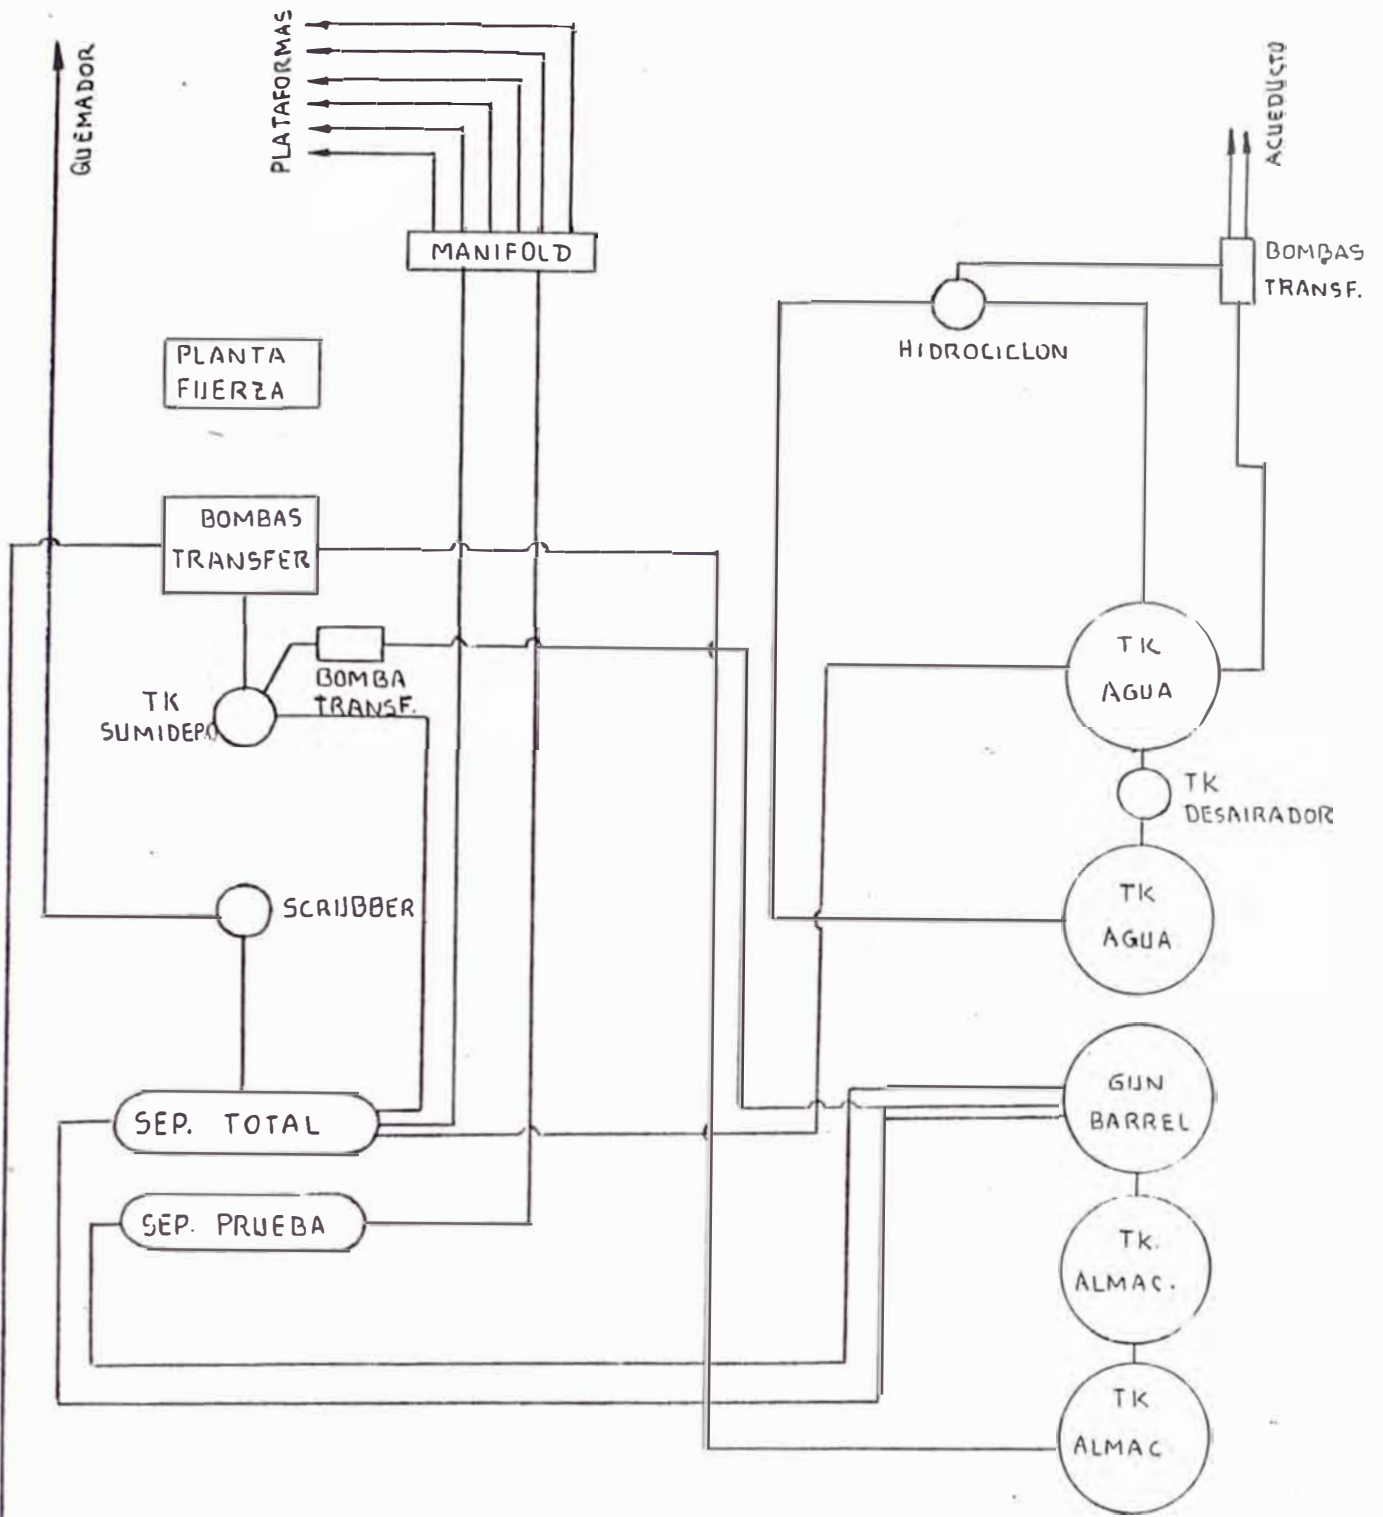 QUEMADOR
PLATAFORMAS
ACUEDUCTO
MANIFOLD
BOMBAS
TRANSF.
HIDROCICLON
PLANTA
FUERZA
BOMBAS
TRANSFER
TK
AGUA
BOMBA
TRANSF.
TK
SUMIDERO
TK
DESAIRADOR
SCRUBBER
TK
AGUA
GUN
BARREL
SEP. TOTAL
SEP. PRUEBA
TK.
ALMAC.
TK
ALMAC